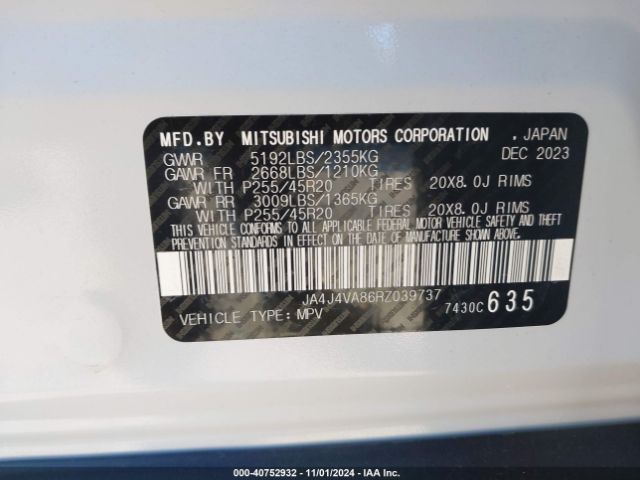 MFD.BY MITSUBISHI MOTORS CORPORATION , JAPAN
GVWR 5192LBS/2355KG DEC 2023
GAWR FR 2668LBS/1210KG
WITH P255/45R20 TIRES 20X8.0J RIMS
GAWR RR 3009LBS/1365KG
WITH P255/45R20 TIRES 20X8.0J RIMS
THIS VEHICLE CONFORMS TO ALL APPLICABLE FEDERAL MOTOR VEHICLE SAFETY AND THEFT
PREVENTION STANDARDS IN EFFECT ON THE DATE OF MANUFACTURE SHOWN ABOVE.
JA4J4VA86RZ039737
VEHICLE TYPE: MPV 7430C 635
000-40752932 - 11/01/2024 - IAA Inc.